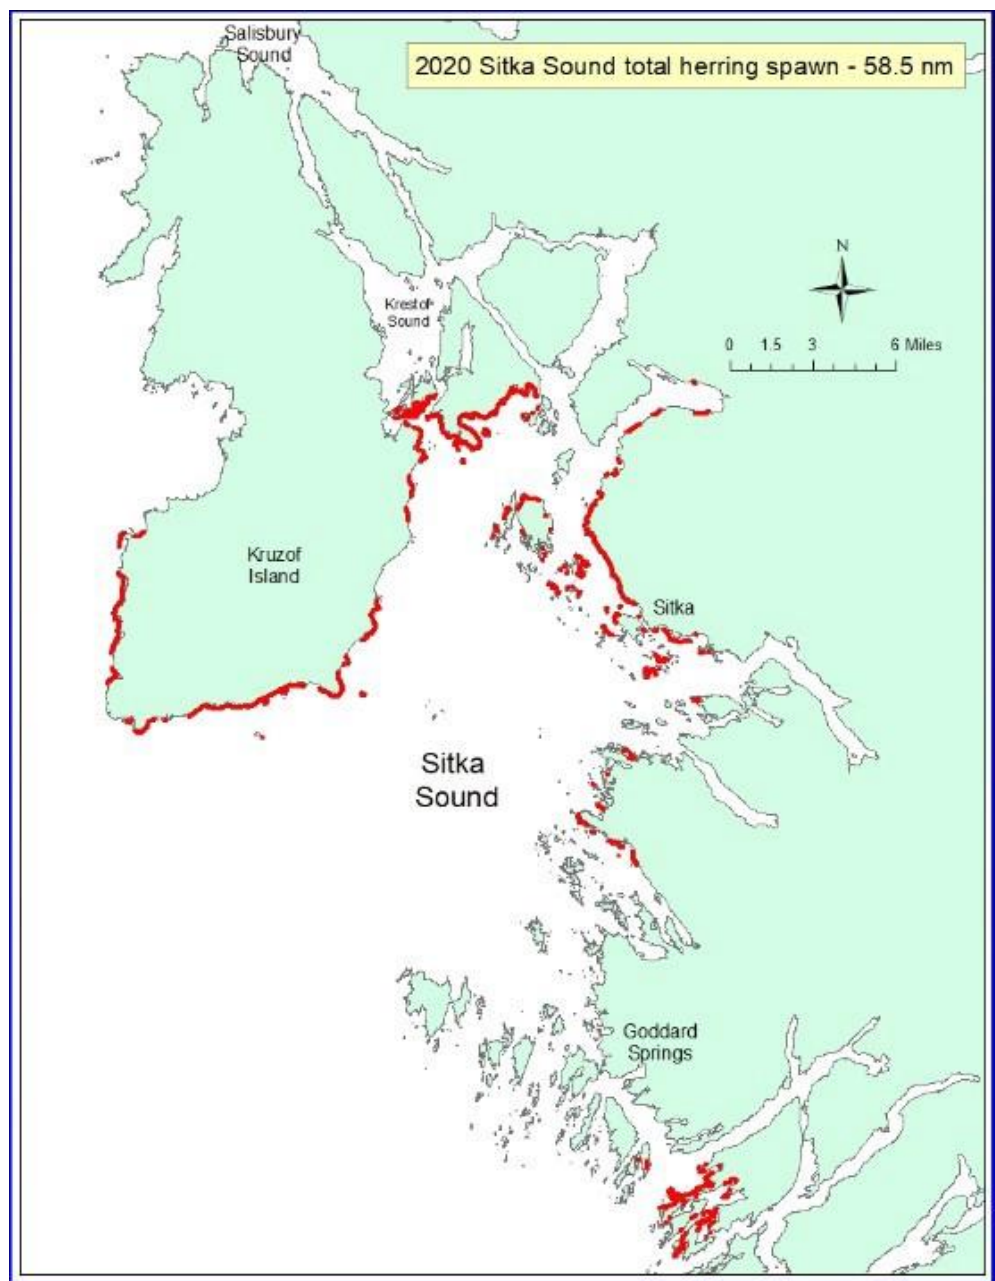 Salisbury
Sound
2020 Sitka Sound total herring spawn - 58.5 nm
N
Krestof
Sound
0 1.5 3 6 Miles
Kruzof
Island
Sitka
Sitka
Sound
Goddard
Springs